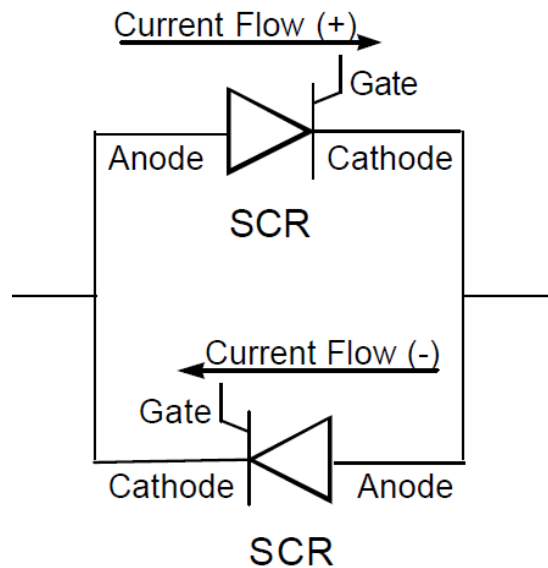 Current Flow (+)
Gate
Anode
Cathode
SCR
Current Flow (-)
Gate
Cathode
Anode
SCR